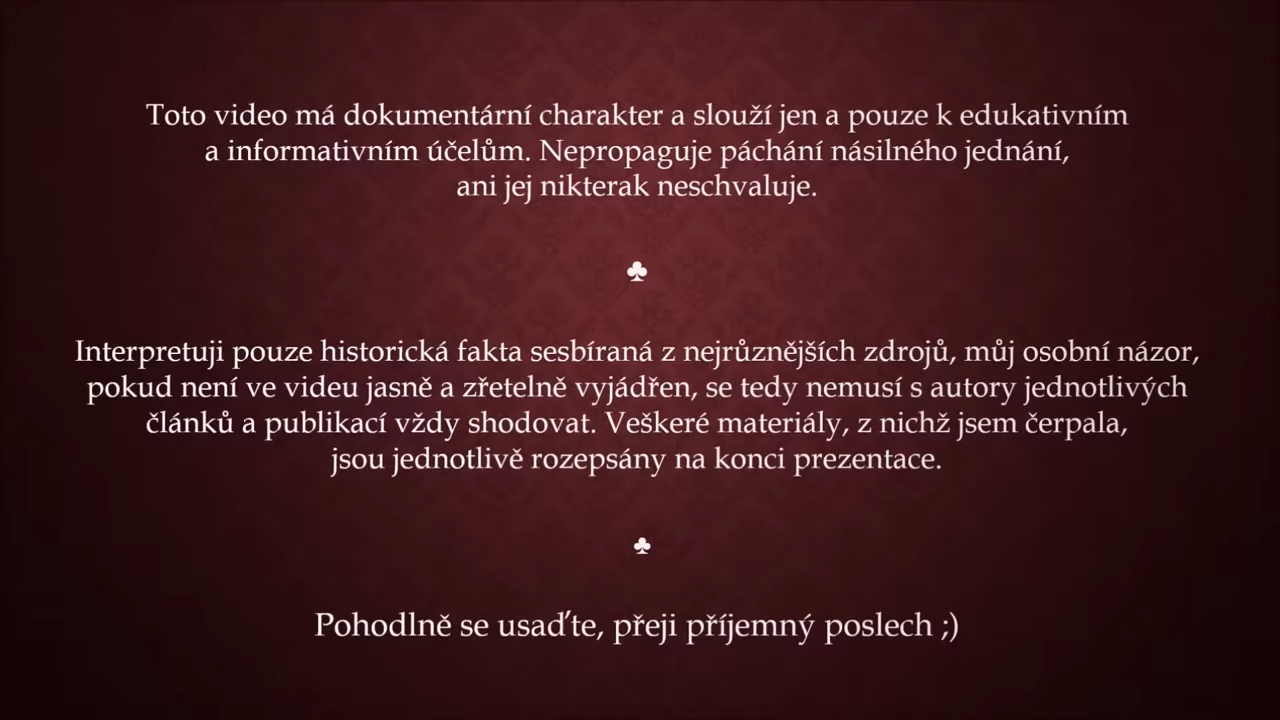 Toto video má dokumentární charakter a slouží jen a pouze k edukativním
a informativním účelům. Nepropaguje páchání násilného jednání,
ani jej nikterak neschvaluje.
♣
Interpretuji pouze historická fakta sesbíraná z nejrůznějších zdrojů, můj osobní názor,
pokud není ve videu jasně a zřetelně vyjádřen, se tedy nemusí s autory jednotlivých
článků a publikací vždy shodovat. Veškeré materiály, z nichž jsem čerpala,
jsou jednotlivě rozepsány na konci prezentace.
♣
Pohodlně se usaďte, přeji příjemný poslech ;)